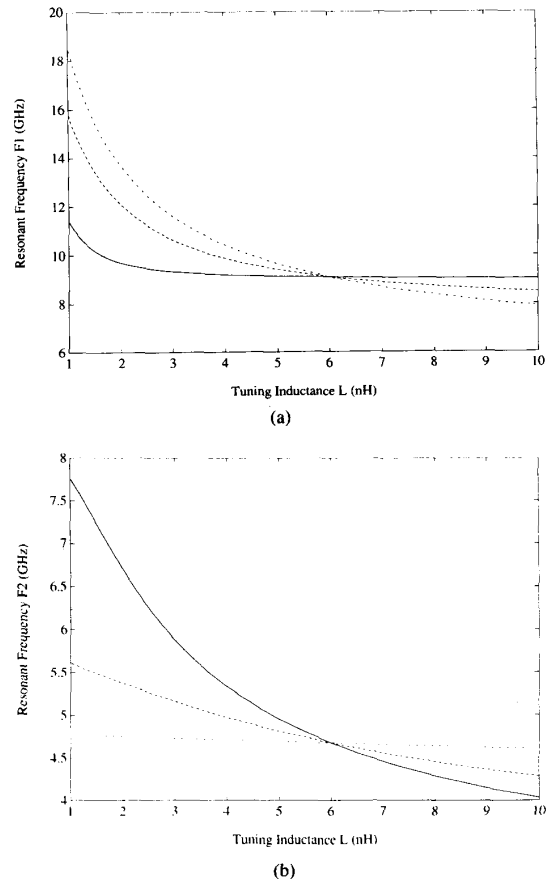 20
18
16
14
12
10
8
6
Resonant Frequency F1 (GHz)
1 2 3 4 5 6 7 8 9 10
Tuning Inductance L (nH)
(a)
8
7.5
7
6.5
6
5.5
5
4.5
4
Resonant Frequency F2 (GHz)
1 2 3 4 5 6 7 8 9 10
Tuning Inductance L (nH)
(b)